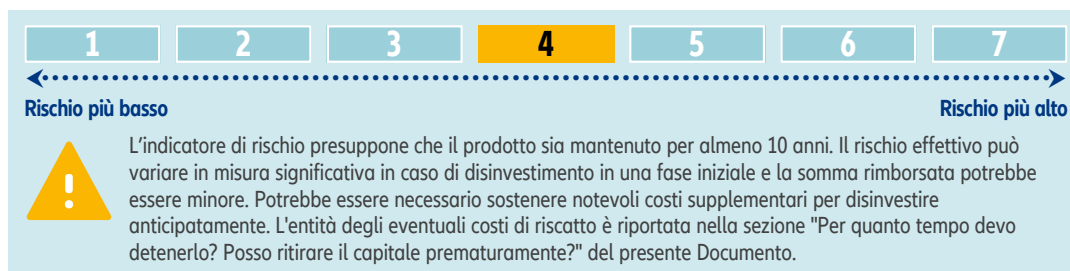 1 2 3 4 5 6 7
Rischio più basso Rischio più alto
L'indicatore di rischio presuppone che il prodotto sia mantenuto per almeno 10 anni. Il rischio effettivo può
variare in misura significativa in caso di disinvestimento in una fase iniziale e la somma rimborsata potrebbe
essere minore. Potrebbe essere necessario sostenere notevoli costi supplementari per disinvestire
anticipatamente. L'entità degli eventuali costi di riscatto è riportata nella sezione "Per quanto tempo devo
detenerlo? Posso ritirare il capitale prematuramente?" del presente Documento.